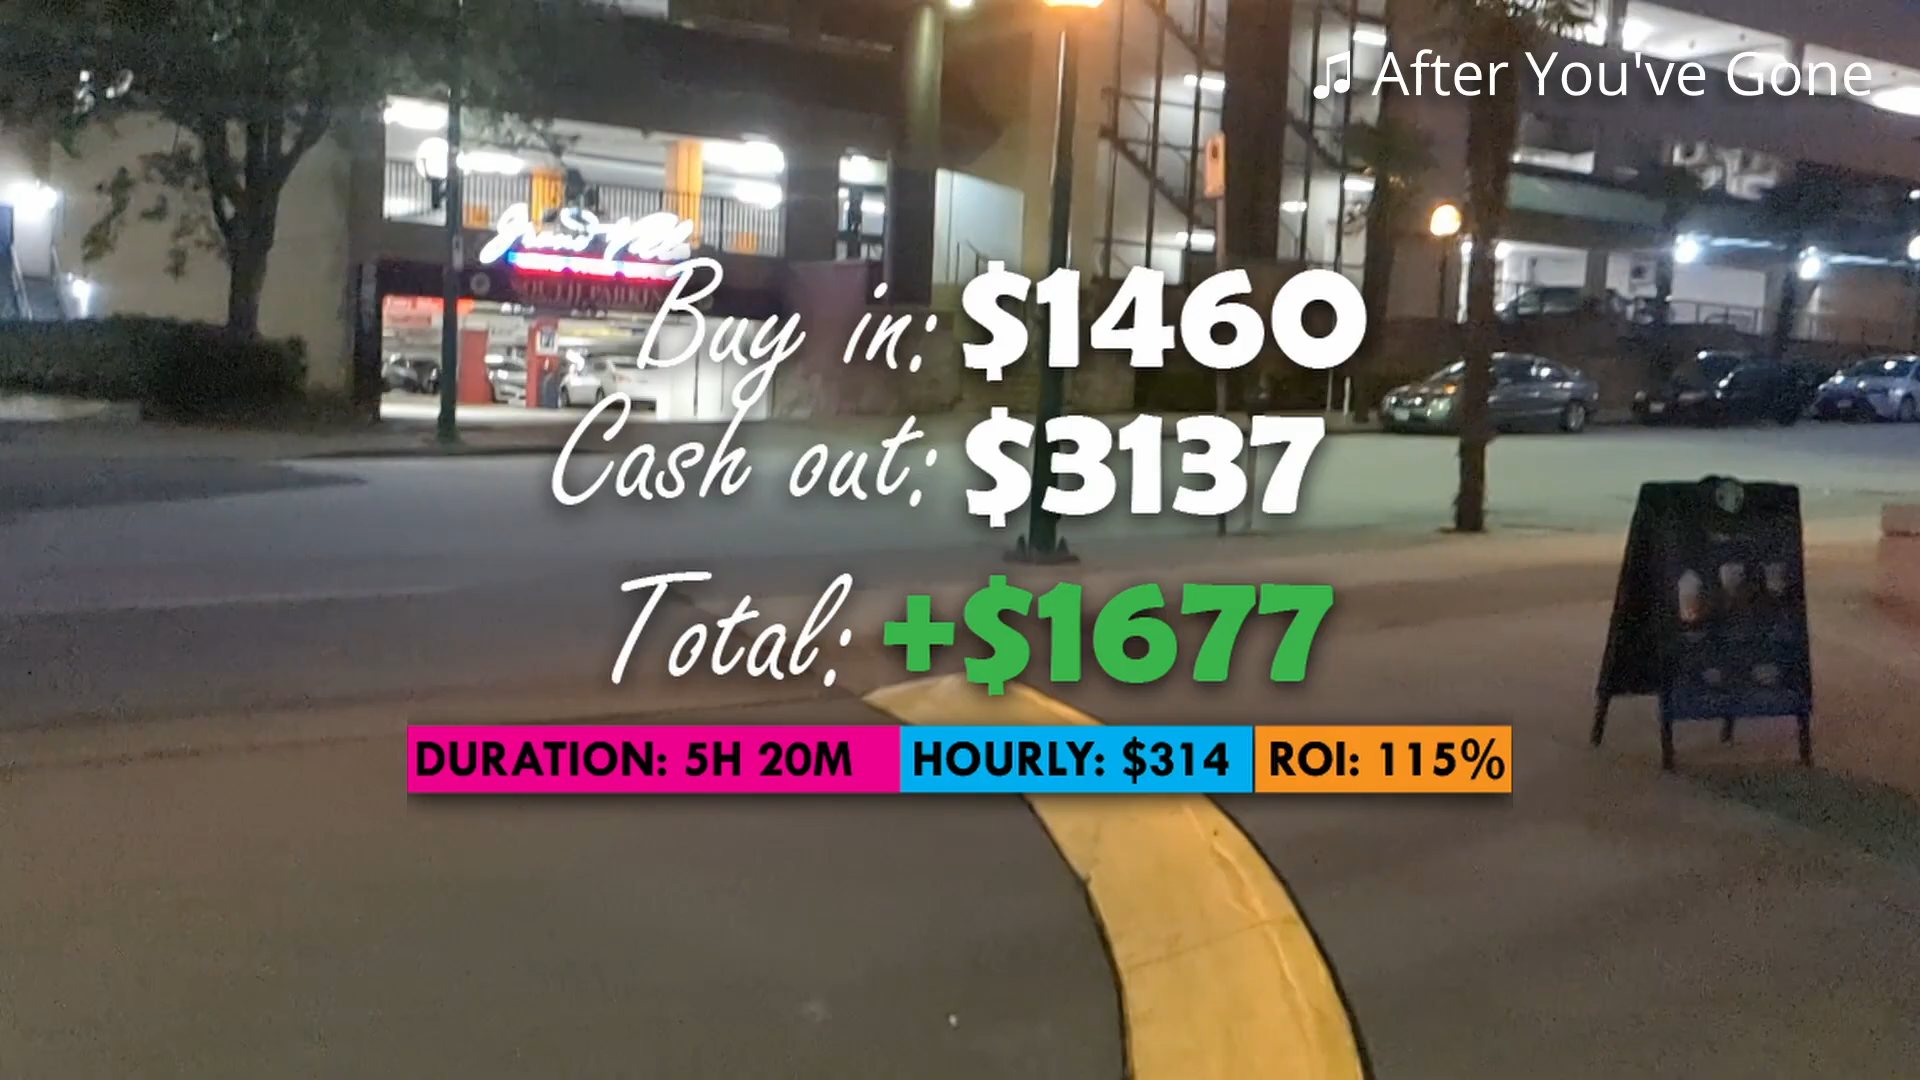 ♫ After You've Gone
Buy in: $1460
Cash out: $3137
Total: +$1677
DURATION: 5H 20M HOURLY: $314 ROI: 115%